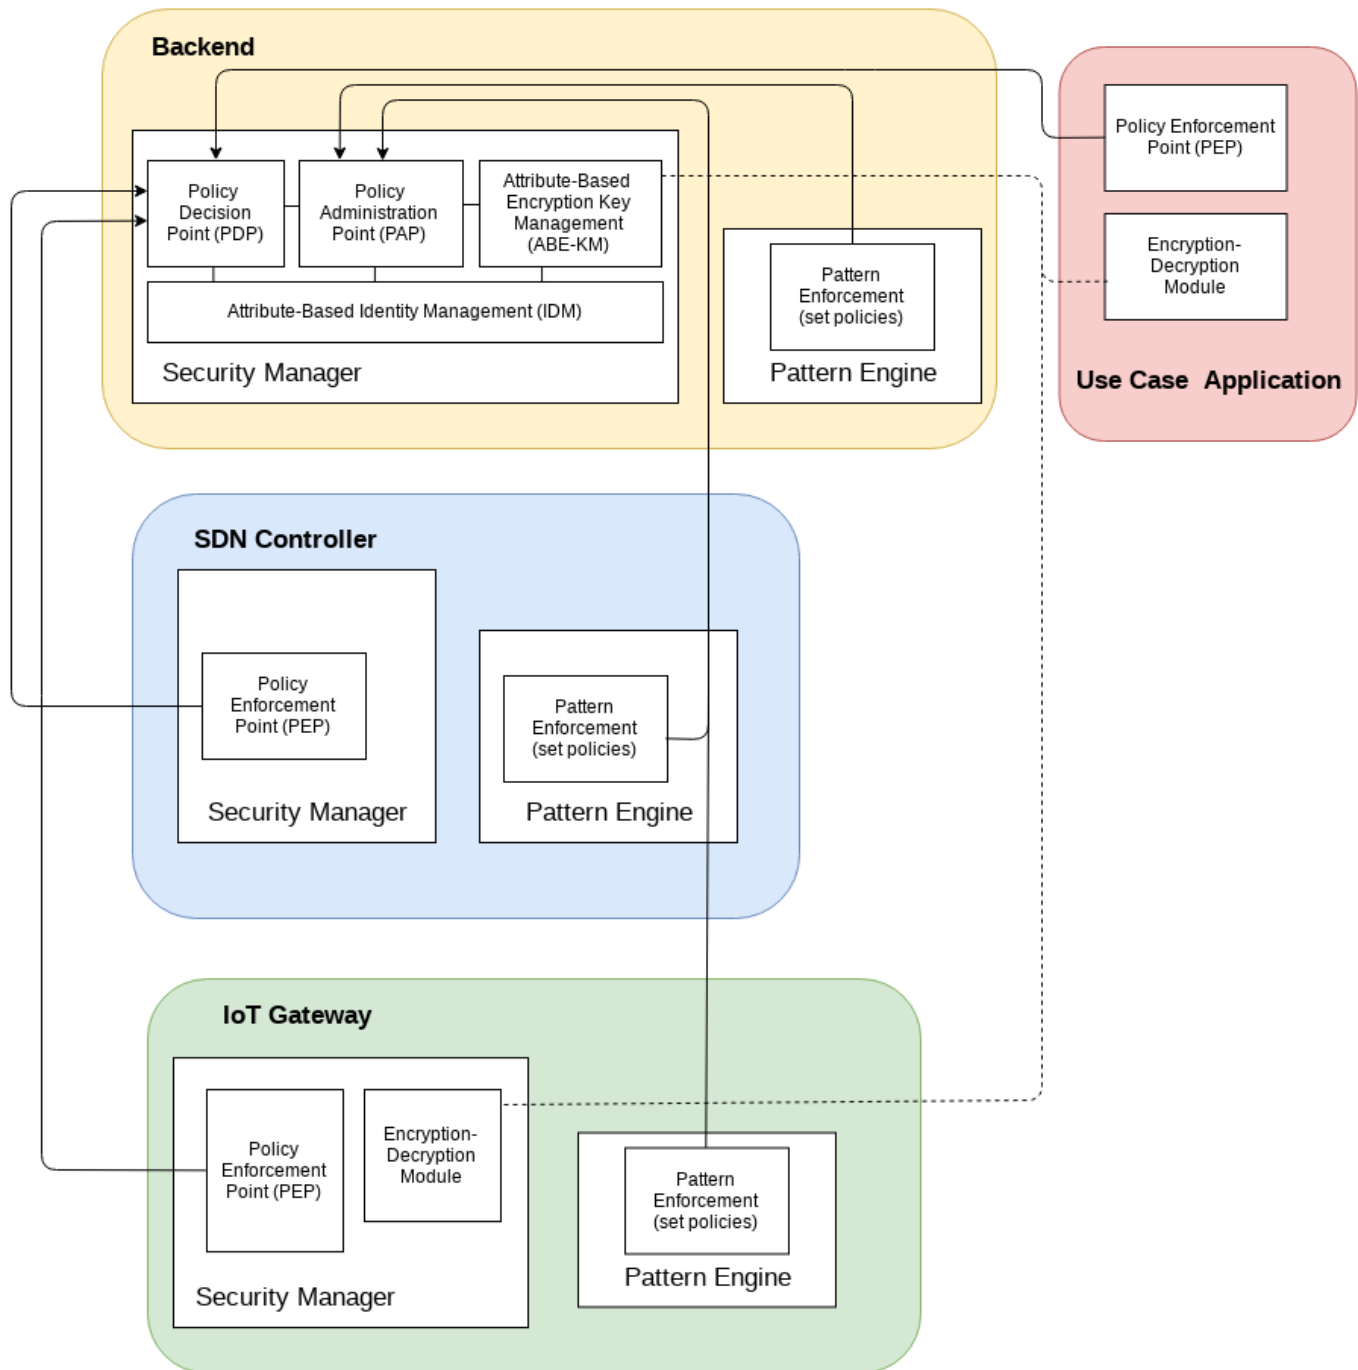 Backend
Policy
Decision
Point (PDP)
Policy
Administration
Point (PAP)
Attribute-Based
Encryption Key
Management
(ABE-KM)
Attribute-Based Identity Management (IDM)
Security Manager
Pattern
Enforcement
(set policies)
Pattern Engine
Policy Enforcement
Point (PEP)
Encryption-
Decryption
Module
Use Case  Application
SDN Controller
Policy
Enforcement
Point (PEP)
Security Manager
Pattern
Enforcement
(set policies)
Pattern Engine
IoT Gateway
Policy
Enforcement
Point (PEP)
Encryption-
Decryption
Module
Security Manager
Pattern
Enforcement
(set policies)
Pattern Engine